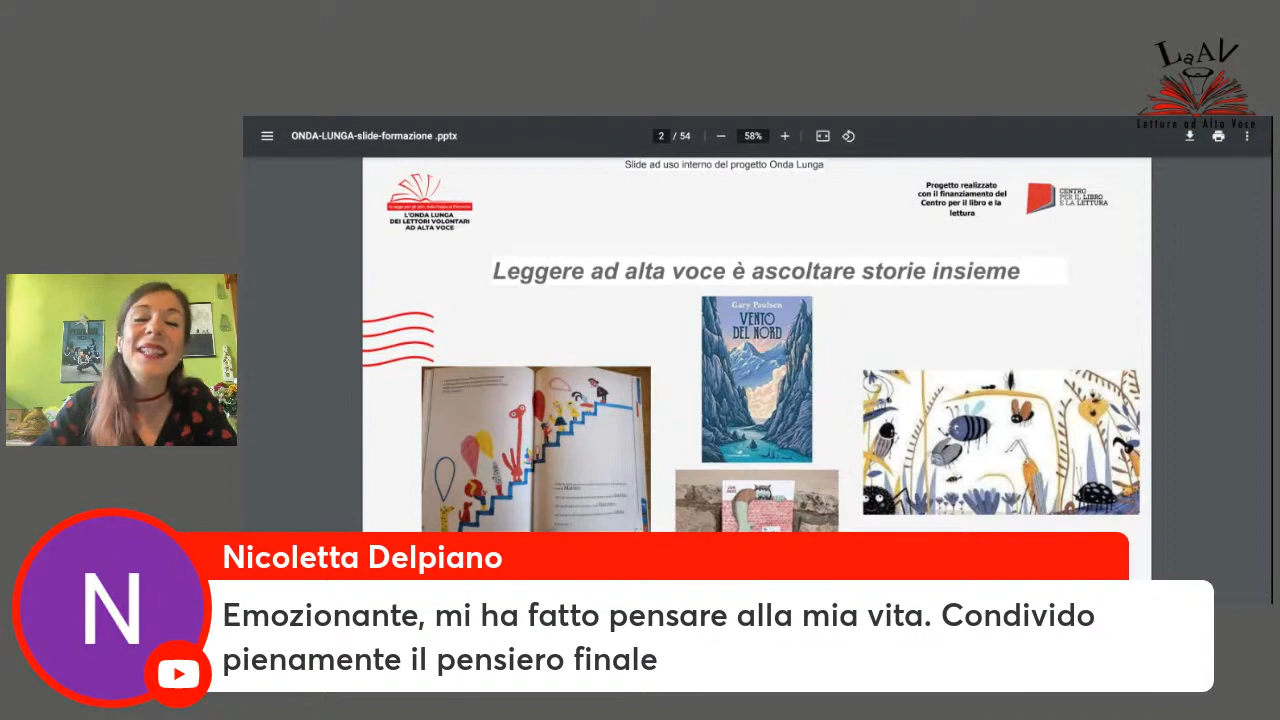 LaAV
Letture ad Alta Voce
ONDA-LUNGA-slide-formazione .pptx
2 / 54
58%
Slide ad uso interno del progetto Onda Lunga
L'ONDA LUNGA
DEI LETTORI VOLONTARI
AD ALTA VOCE
Progetto realizzato
con il finanziamento del
Centro per il libro e la
lettura
CENTRO
PER IL LIBRO
E LA LETTURA
Leggere ad alta voce è ascoltare storie insieme
Gary Paulsen
VENTO
DEL NORD
N
Nicoletta Delpiano
Emozionante, mi ha fatto pensare alla mia vita. Condivido
pienamente il pensiero finale